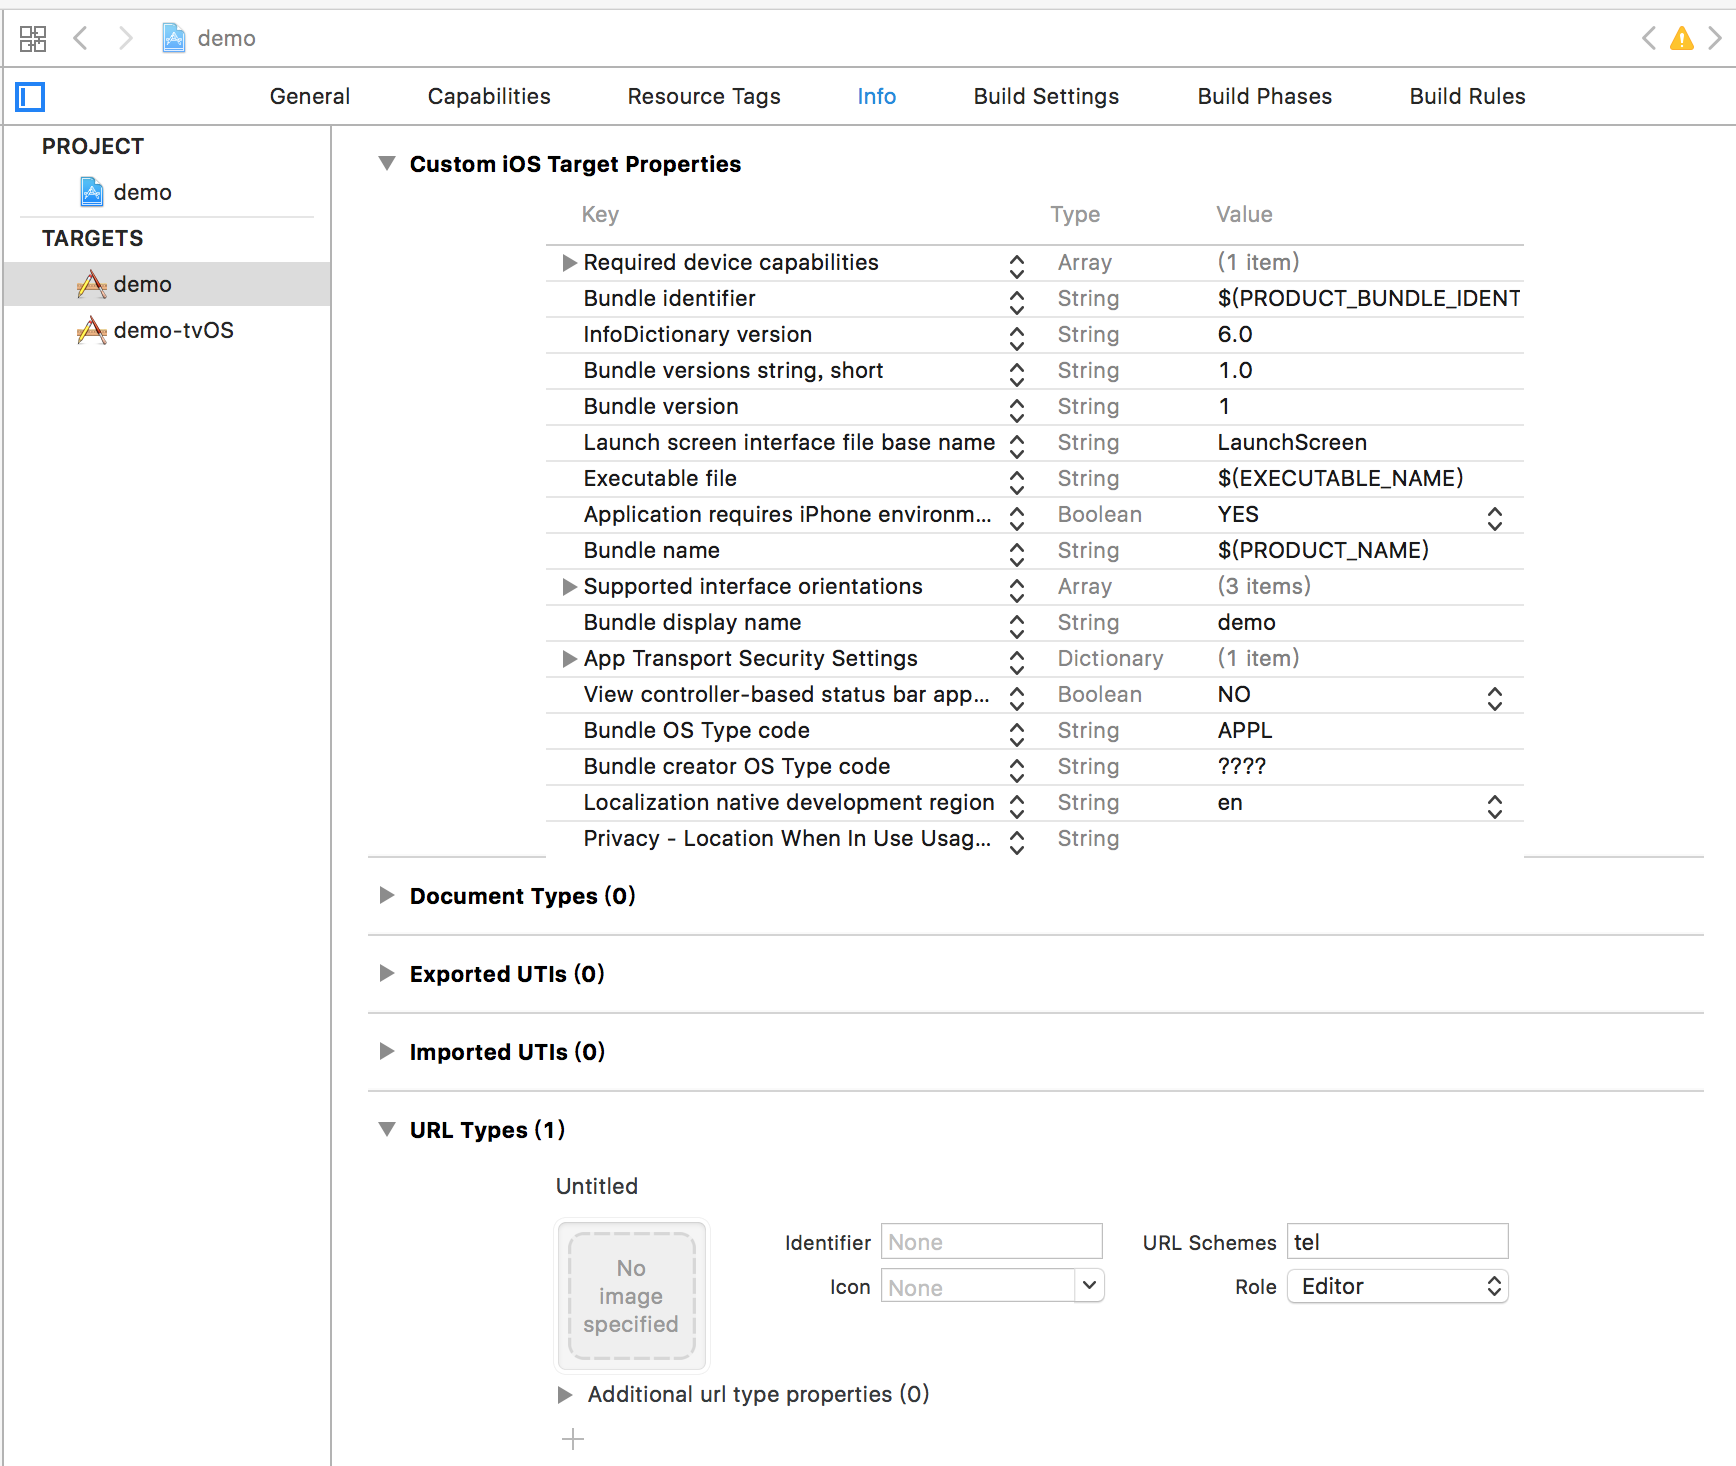 demo
General Capabilities Resource Tags Info Build Settings Build Phases Build Rules
PROJECT
demo
TARGETS
demo
demo-tvOS
Custom iOS Target Properties
Key Type Value
Required device capabilities Array (1 item)
Bundle identifier String $(PRODUCT_BUNDLE_IDENT
InfoDictionary version String 6.0
Bundle versions string, short String 1.0
Bundle version String 1
Launch screen interface file base name String LaunchScreen
Executable file String $(EXECUTABLE_NAME)
Application requires iPhone environm... Boolean YES
Bundle name String $(PRODUCT_NAME)
Supported interface orientations Array (3 items)
Bundle display name String demo
App Transport Security Settings Dictionary (1 item)
View controller-based status bar app... Boolean NO
Bundle OS Type code String APPL
Bundle creator OS Type code String ????
Localization native development region String en
Privacy - Location When In Use Usag... String
Document Types (0)
Exported UTIs (0)
Imported UTIs (0)
URL Types (1)
Untitled
No image specified
Identifier None URL Schemes tel
Icon None Role Editor
Additional url type properties (0)